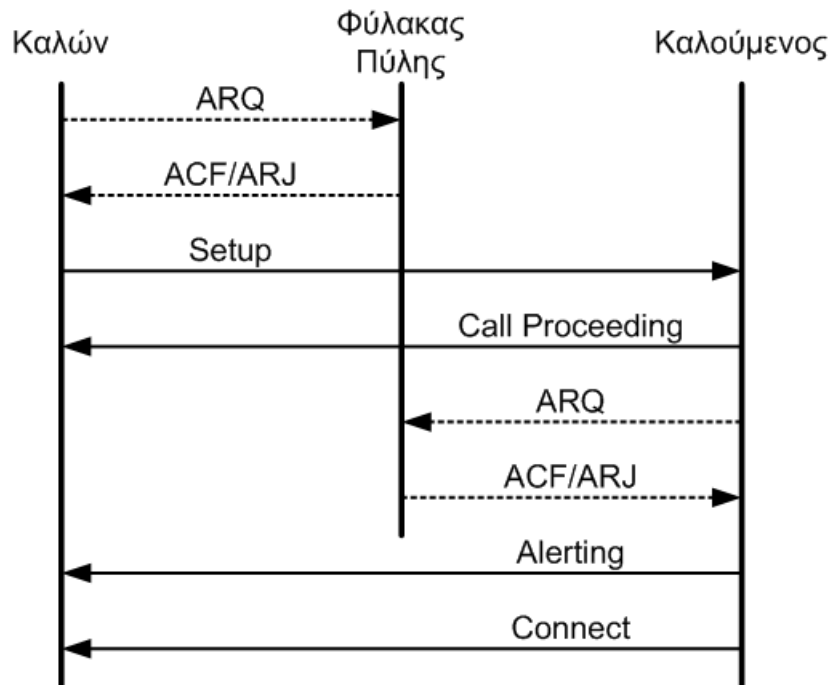 Καλών
Φύλακας
Πύλης
Καλούμενος
ARQ
ACF/ARJ
Setup
Call Proceeding
ARQ
ACF/ARJ
Alerting
Connect